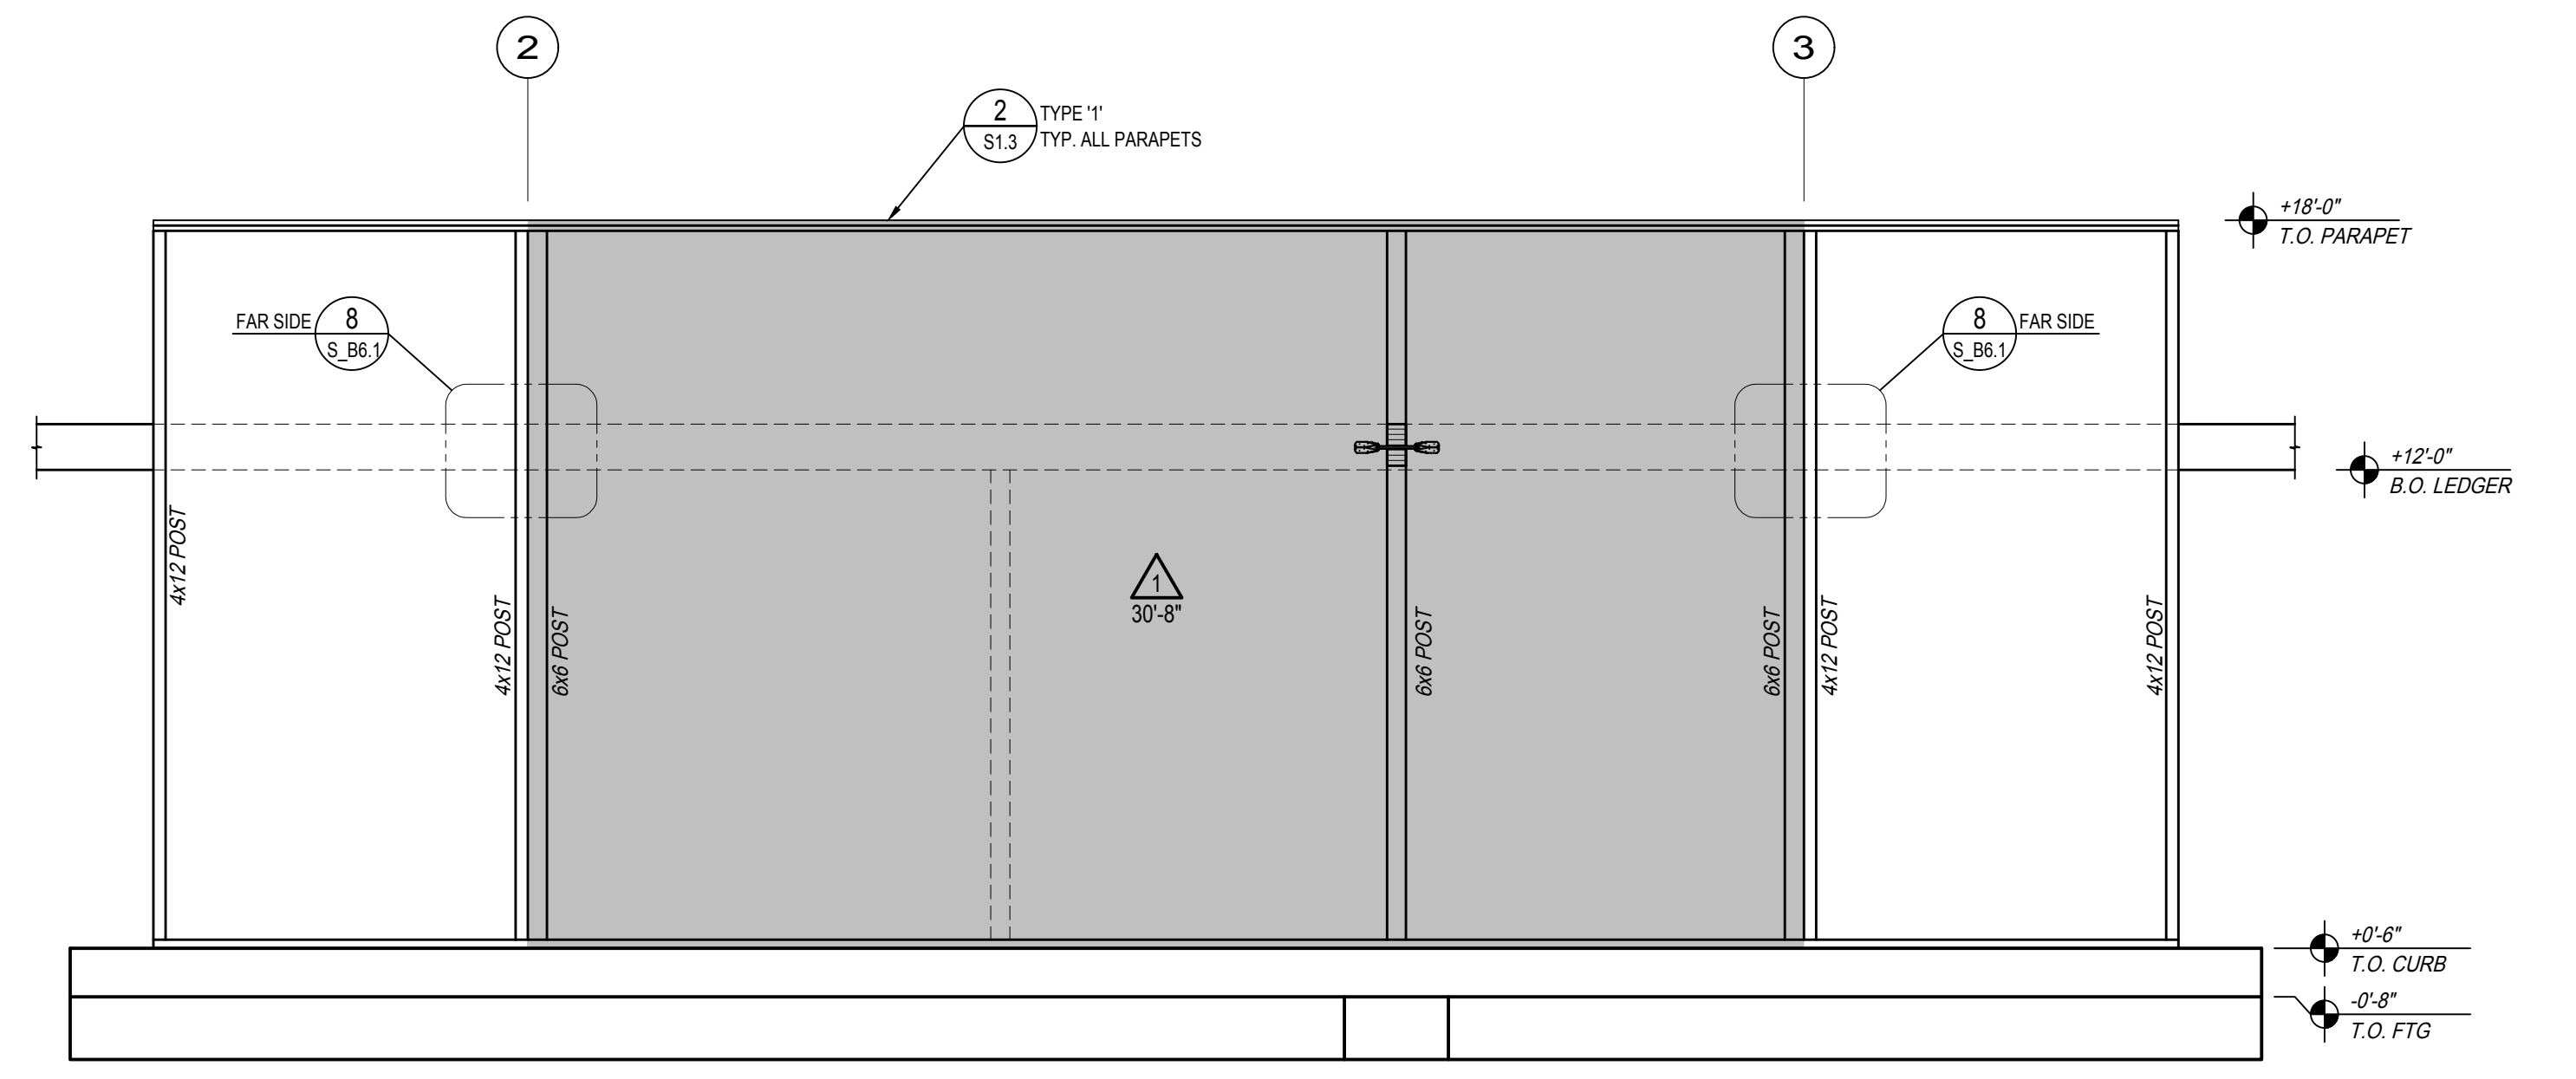 2
3
2
S1.3
TYPE '1'
TYP. ALL PARAPETS
+18'-0"
T.O. PARAPET
FAR SIDE
8
S_B6.1
8
S_B6.1
FAR SIDE
+12'-0"
B.O. LEDGER
4x12 POST
4x12 POST
6x6 POST
1
30'-8"
6x6 POST
6x6 POST
4x12 POST
4x12 POST
+0'-6"
T.O. CURB
-0'-8"
T.O. FTG